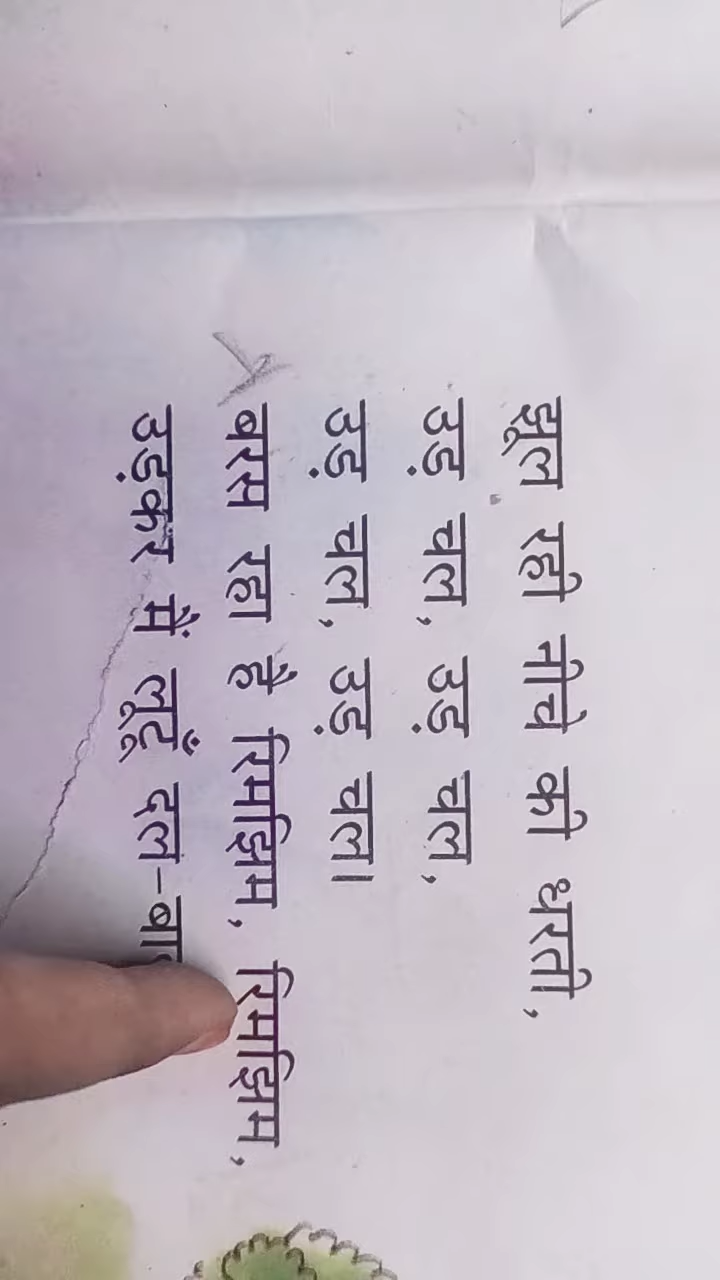 झूल रही नीचे की धरती,
उड़ चल, उड़ चल,
उड़ चल, उड़ चल।
बरस रहा है रिमझिम, रिमझिम,
उड़कर मैं लूटूँ दल-